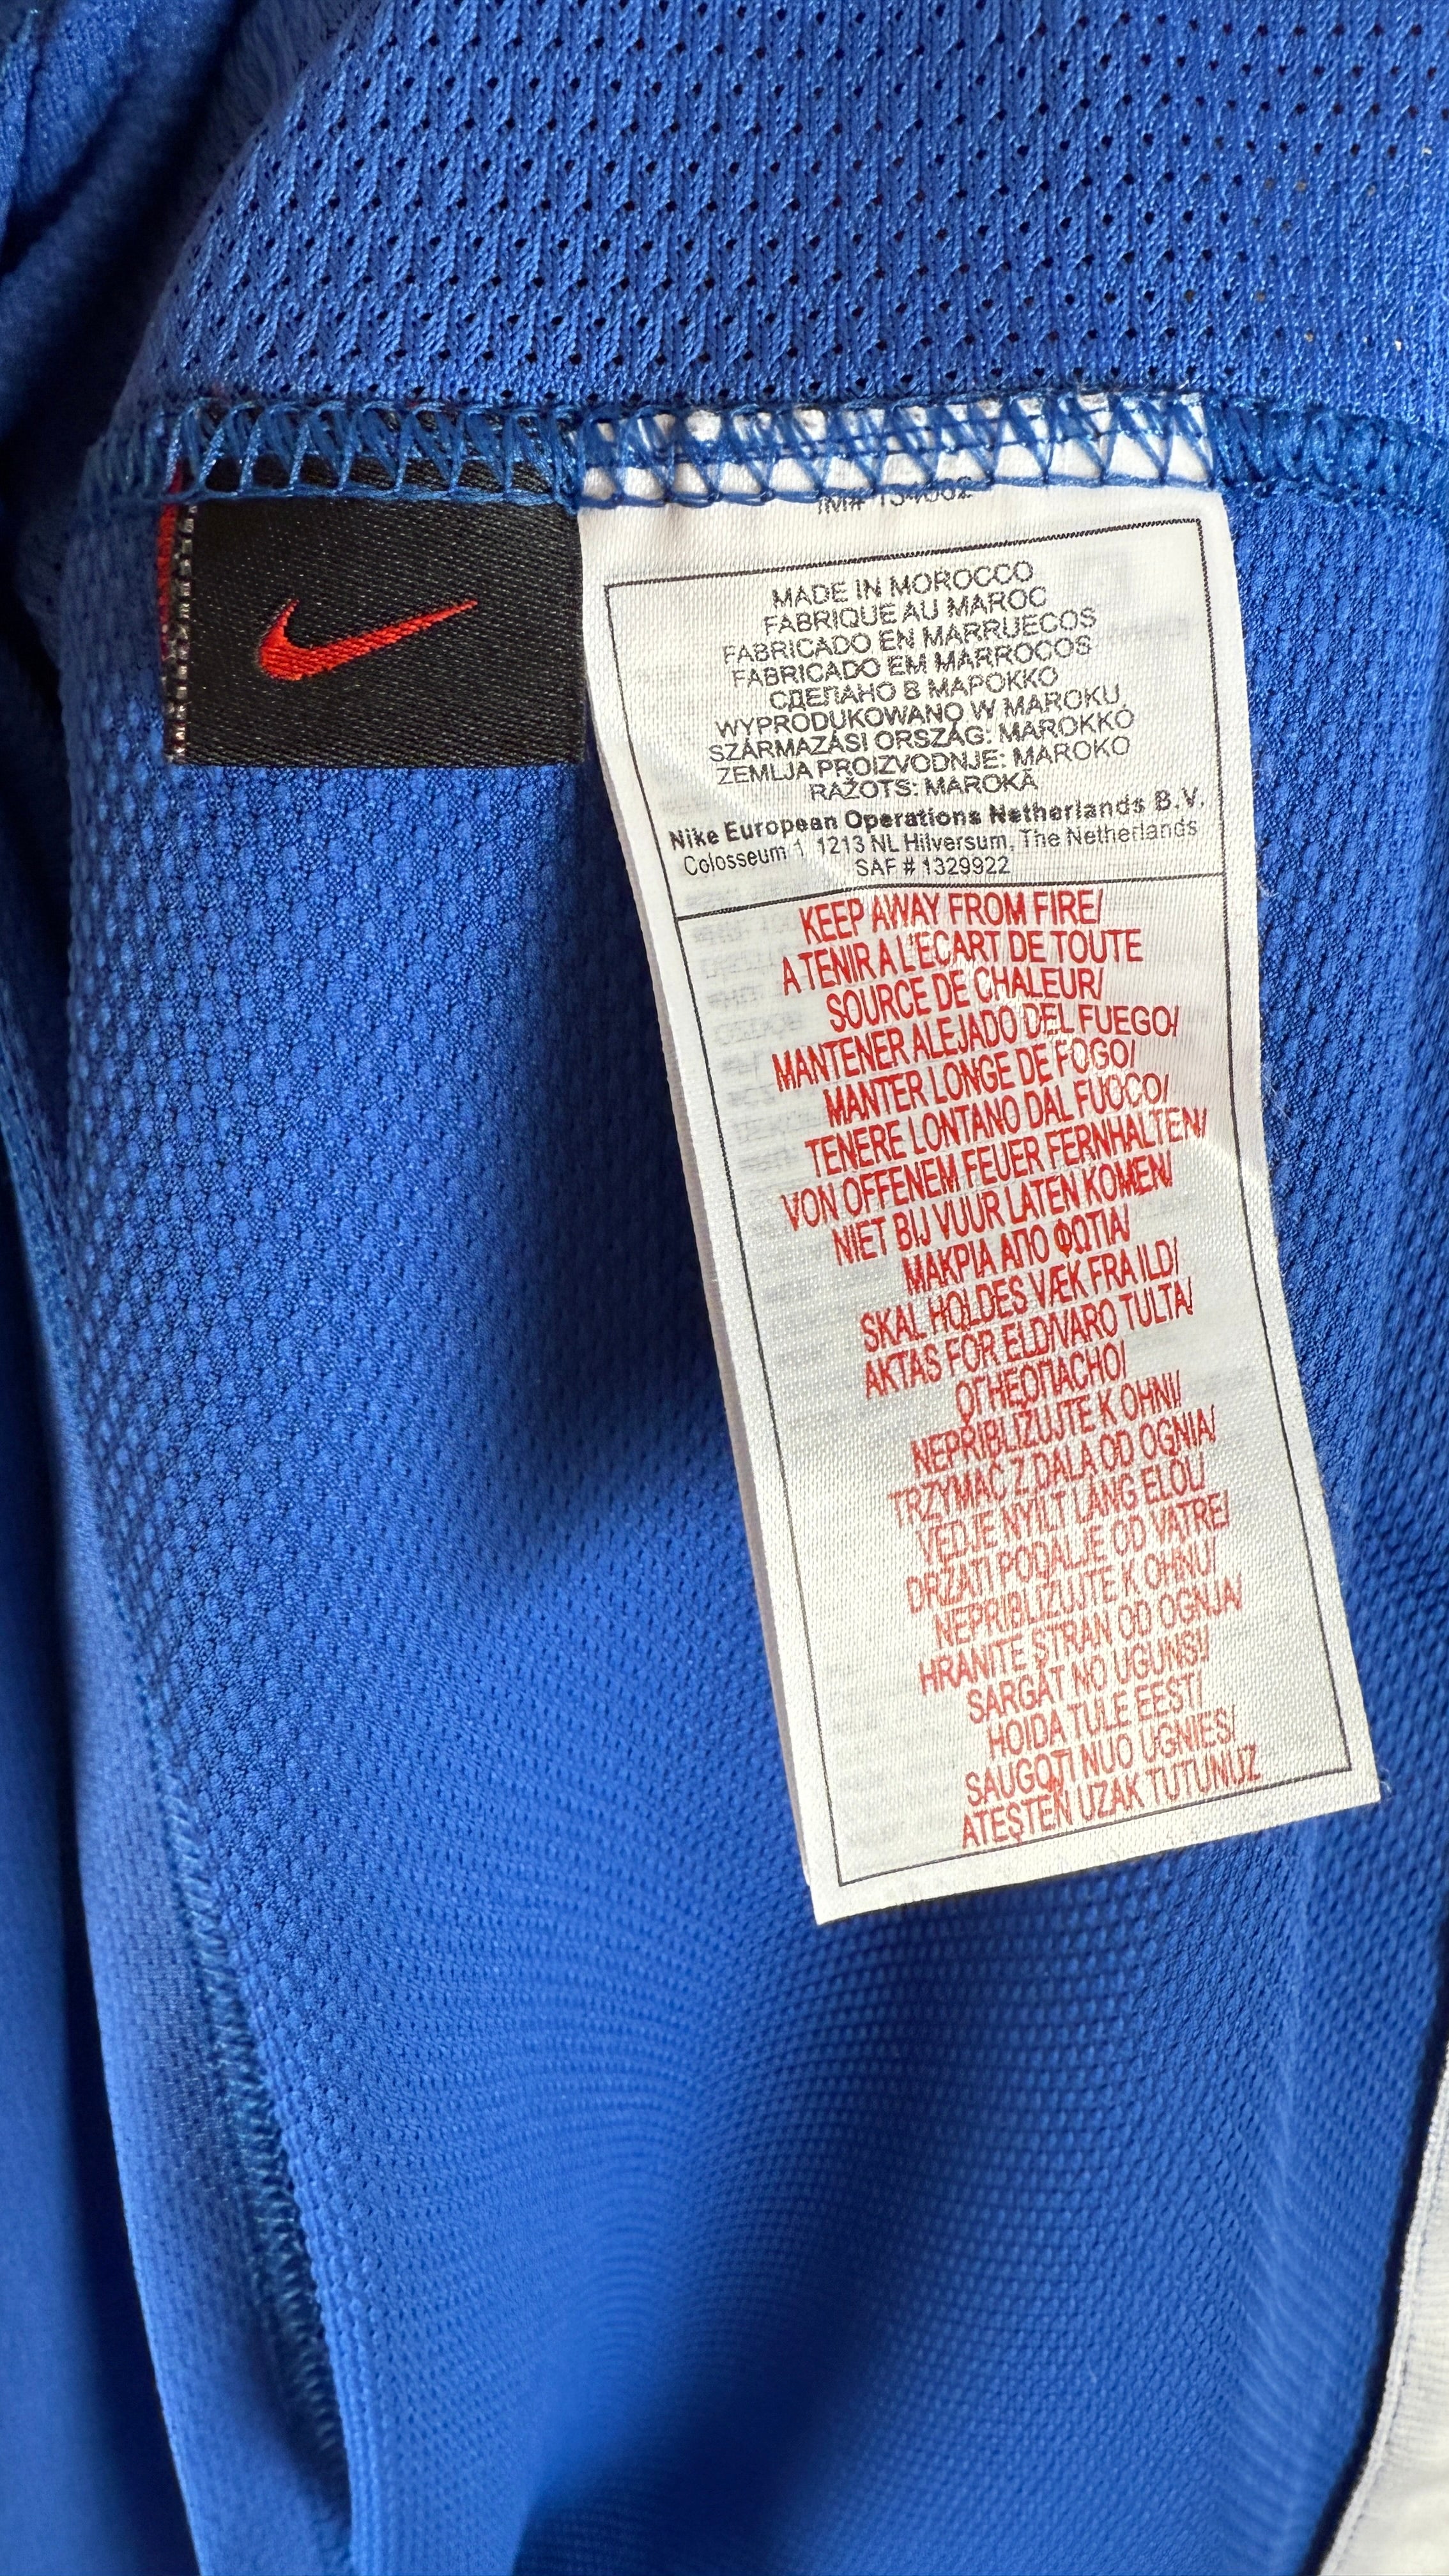 MADE IN MOROCCO
FABRIQUE AU MAROC
FABRICADO EN MARRUECOS
FABRICADO EM MARROCOS
СДЕЛАНО В МАРОККО
WYPRODUKOWANO W MAROKU,
SZÁRMAZÁSI ORSZÁG: MAROKKÓ
ZEMLJA PROIZVODNJE: MAROKO
RAŽOTS: MAROKĀ
Nike European Operations Netherlands B.V.
Colosseum 1, 1213 NL Hilversum, The Netherlands
SAF # 1329922
KEEP AWAY FROM FIRE/
A TENIR A L'ECART DE TOUTE
SOURCE DE CHALEUR/
MANTENER ALEJADO DEL FUEGO/
MANTER LONGE DE FOGO/
TENERE LONTANO DAL FUOCO/
VON OFFENEM FEUER FERNHALTEN/
NIET BIJ VUUR LATEN KOMEN/
ΜΑΚΡΙΑ ΑΠΟ ΦΩΤΙΑ/
SKAL HOLDES VÆK FRA ILD/
AKTAS FÖR ELD/VARO TULTA/
ОГНЕОПАСНО/
NEPŘIBLIŽUJTE K OHNI/
TRZYMAĆ Z DALA OD OGNIA/
VEDJE NYÍLT LÁNG ELŐL/
DRŽATI PODALJE OD VATRE/
NEPRIBLIŽUJTE K OHŇU/
HRANITE STRAN OD OGNJA/
SARGĀT NO UGUNS/
HOIDA TULE EEST/
SAUGOTI NUO UGNIES/
ATEŞTEN UZAK TUTUNUZ